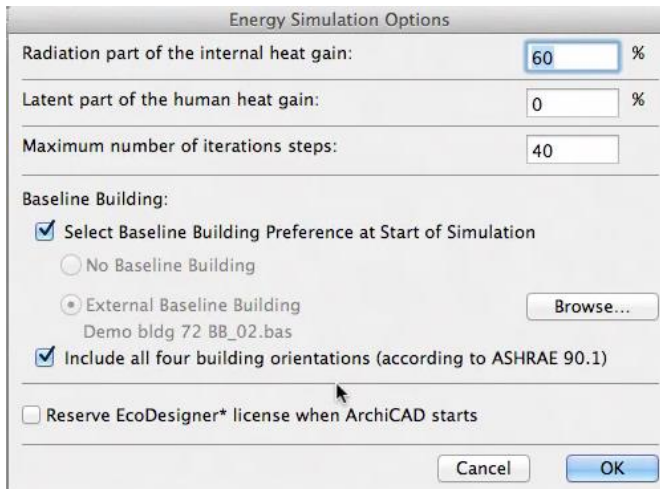 Energy Simulation Options
Radiation part of the internal heat gain: 60 %
Latent part of the human heat gain: 0 %
Maximum number of iterations steps: 40
Baseline Building:
Select Baseline Building Preference at Start of Simulation
No Baseline Building
External Baseline Building Browse...
Demo bldg 72 BB_02.bas
Include all four building orientations (according to ASHRAE 90.1)
Reserve EcoDesigner* license when ArchiCAD starts
Cancel OK